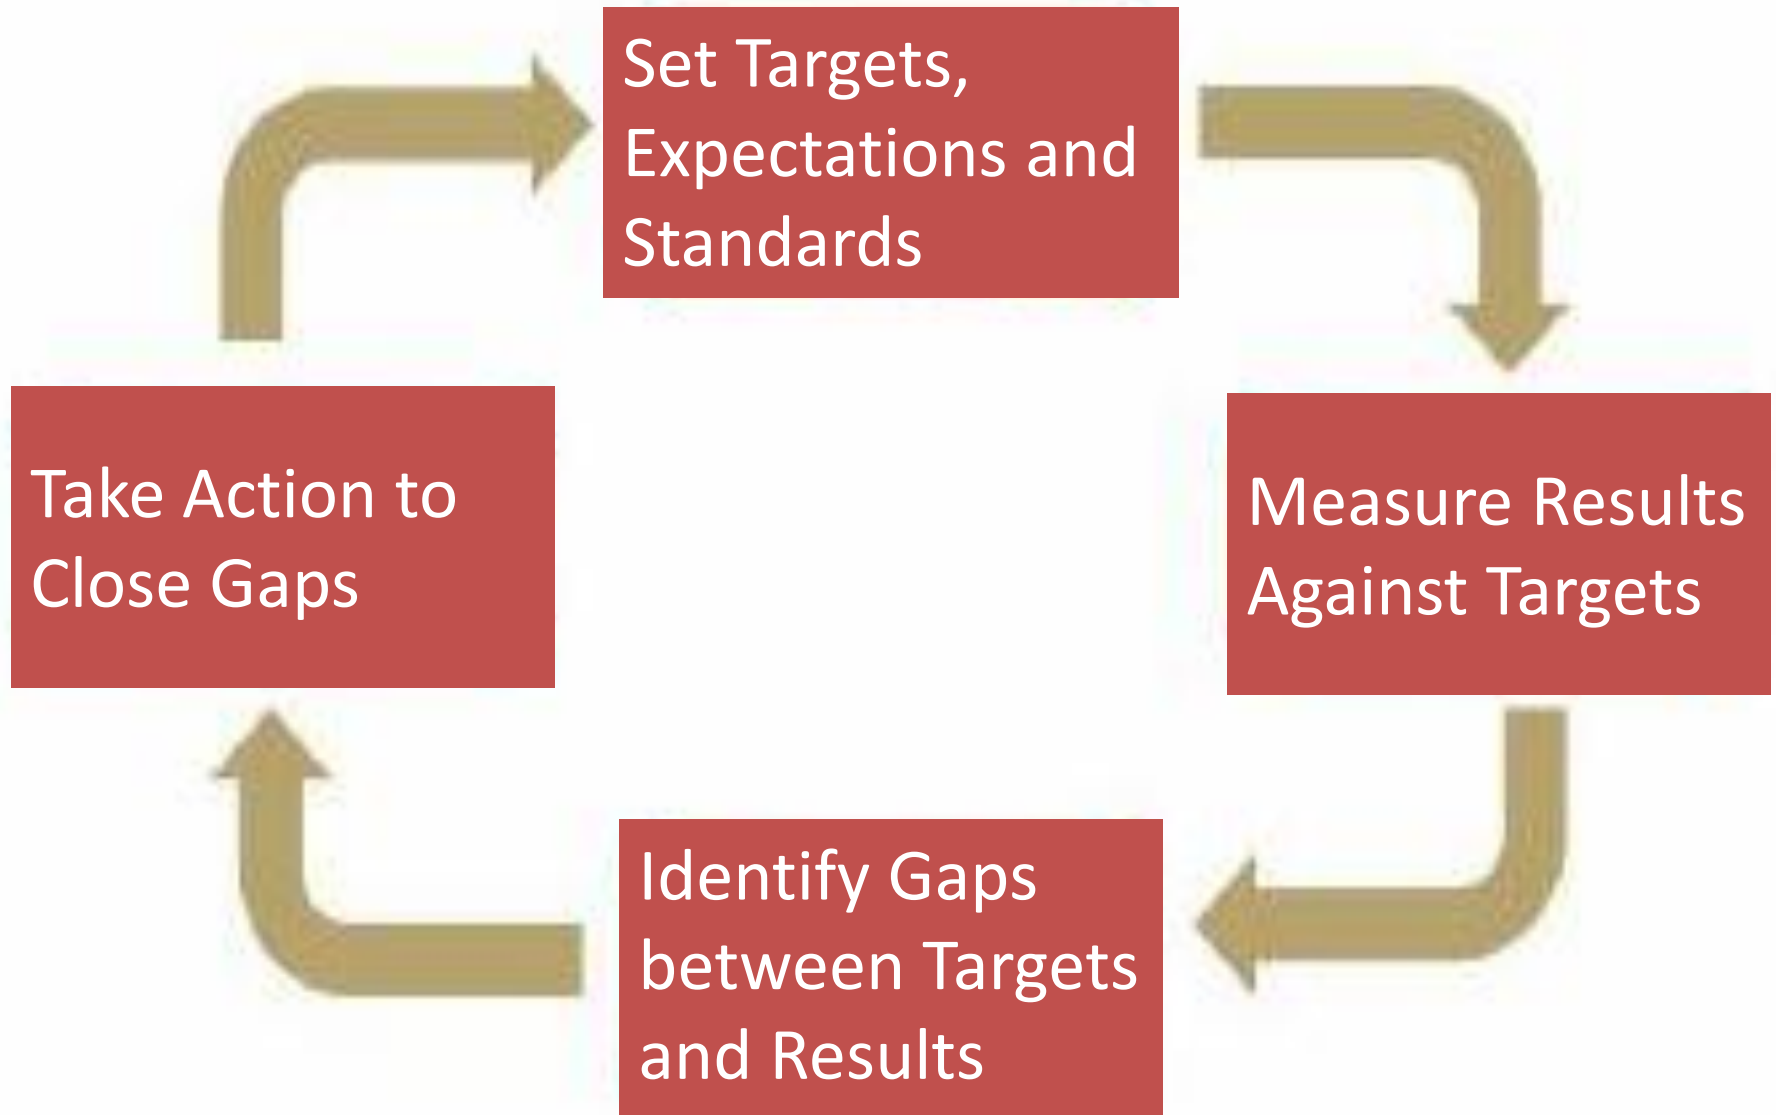 Set Targets,
Expectations and
Standards
Take Action to
Close Gaps
Measure Results
Against Targets
Identify Gaps
between Targets
and Results